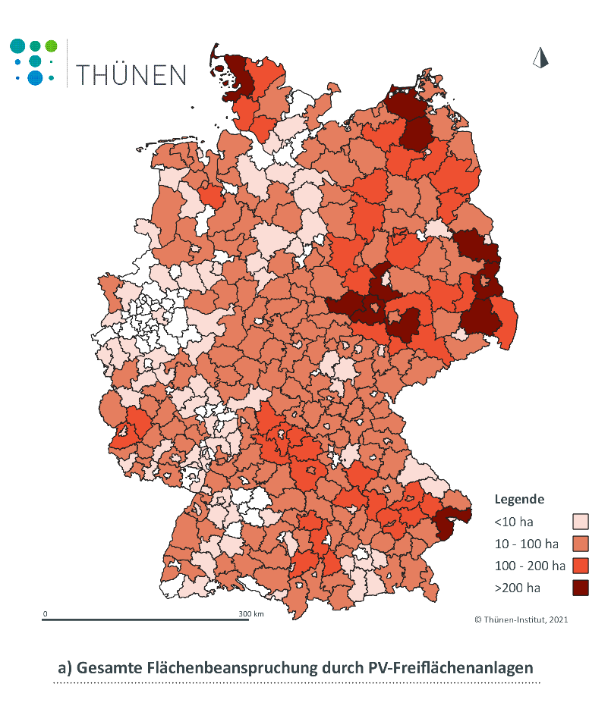 THÜNEN
Legende
<10 ha
10 - 100 ha
100 - 200 ha
>200 ha
0 300 km
© Thünen-Institut, 2021
a) Gesamte Flächenbeanspruchung durch PV-Freiflächenanlagen